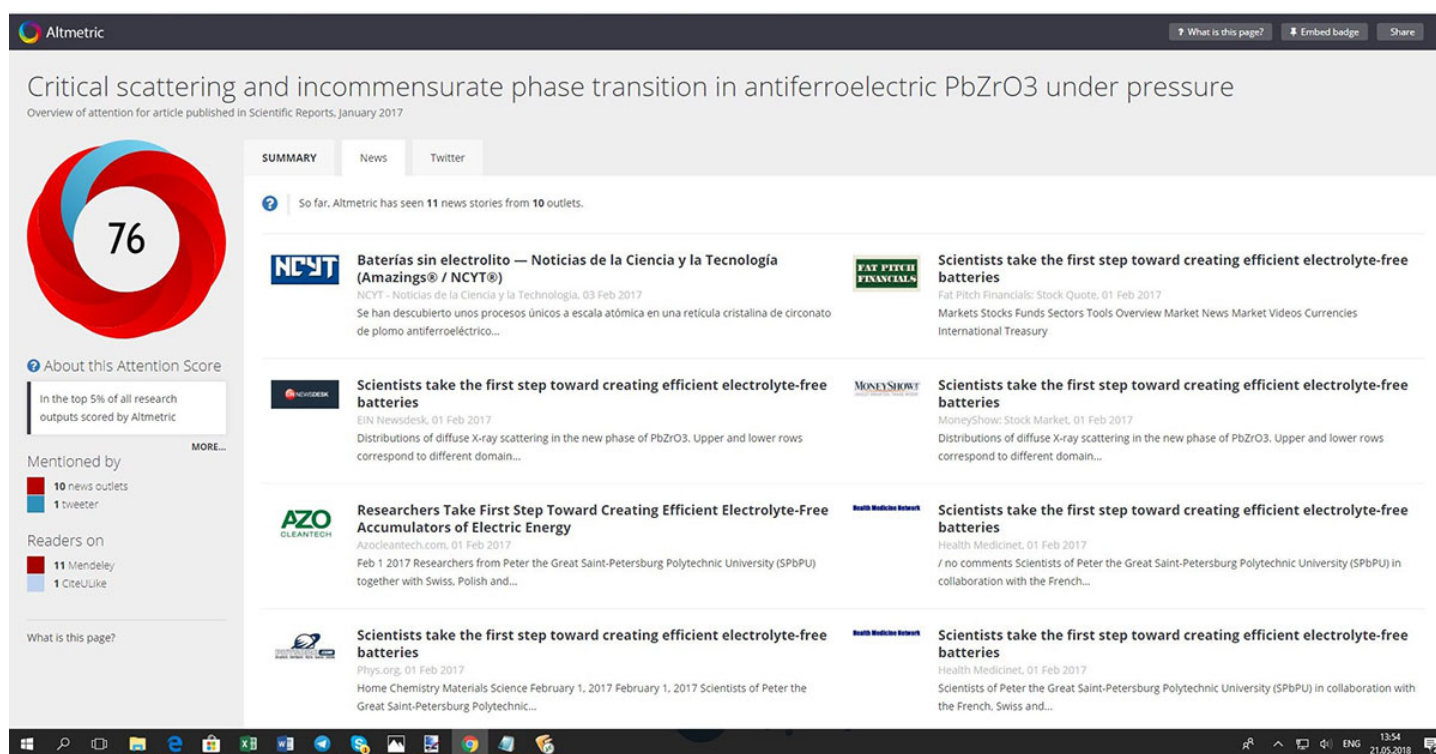 Altmetric
? What is this page?
Embed badge
Share
Critical scattering and incommensurate phase transition in antiferroelectric PbZrO3 under pressure
Overview of attention for article published in Scientific Reports, January 2017
76
? About this Attention Score
In the top 5% of all research
outputs scored by Altmetric
MORE...
Mentioned by
10 news outlets
1 tweeter
Readers on
11 Mendeley
1 CiteULike
What is this page?
SUMMARY
News
Twitter
? So far, Altmetric has seen 11 news stories from 10 outlets.
NCYT
Baterías sin electrolito — Noticias de la Ciencia y la Tecnología
(Amazings® / NCYT®)
NCYT - Noticias de la Ciencia y la Technologia, 03 Feb 2017
Se han descubierto unos procesos únicos a escala atómica en una retícula cristalina de circonato
de plomo antiferroeléctrico...
FAT PITCH
FINANCIALS
Scientists take the first step toward creating efficient electrolyte-free
batteries
Fat Pitch Financials: Stock Quote, 01 Feb 2017
Markets Stocks Funds Sectors Tools Overview Market News Market Videos Currencies
International Treasury
EIN NEWSDESK
Scientists take the first step toward creating efficient electrolyte-free
batteries
EIN Newsdesk, 01 Feb 2017
Distributions of diffuse X-ray scattering in the new phase of PbZrO3. Upper and lower rows
correspond to different domain...
MONEYSHOW
Scientists take the first step toward creating efficient electrolyte-free
batteries
MoneyShow: Stock Market, 01 Feb 2017
Distributions of diffuse X-ray scattering in the new phase of PbZrO3. Upper and lower rows
correspond to different domain...
AZO
CLEANTECH
Researchers Take First Step Toward Creating Efficient Electrolyte-Free
Accumulators of Electric Energy
Azocleantech.com, 01 Feb 2017
Feb 1 2017 Researchers from Peter the Great Saint-Petersburg Polytechnic University (SPbPU)
together with Swiss, Polish and...
Health Medicine Network
Scientists take the first step toward creating efficient electrolyte-free
batteries
Health Medicinet, 01 Feb 2017
/ no comments Scientists of Peter the Great Saint-Petersburg Polytechnic University (SPbPU) in
collaboration with the French...
Scientists take the first step toward creating efficient electrolyte-free
batteries
Phys.org, 01 Feb 2017
Home Chemistry Materials Science February 1, 2017 February 1, 2017 Scientists of Peter the
Great Saint-Petersburg Polytechnic...
Health Medicine Network
Scientists take the first step toward creating efficient electrolyte-free
batteries
Health Medicinet, 01 Feb 2017
Scientists of Peter the Great Saint-Petersburg Polytechnic University (SPbPU) in collaboration with
the French, Swiss and...
ENG
13:54
21.05.2018